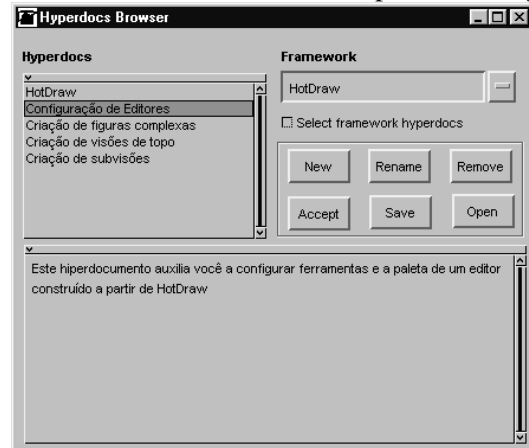 Hyperdocs Browser
Hyperdocs
Framework
HotDraw
Configuração de Editores
Criação de figuras complexas
Criação de visões de topo
Criação de subvisões
HotDraw
Select framework hyperdocs
New Rename Remove
Accept Save Open
Este hiperdocumento auxilia você a configurar ferramentas e a paleta de um editor
construído a partir de HotDraw